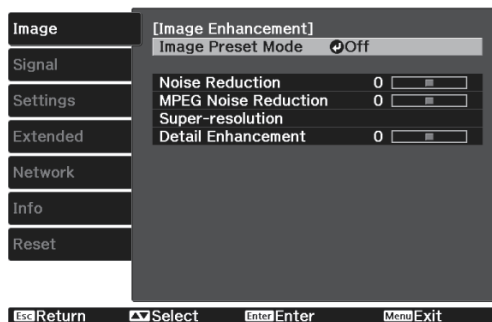 Image
Signal
Settings
Extended
Network
Info
Reset
[Image Enhancement]
Image Preset Mode Off
Noise Reduction 0
MPEG Noise Reduction 0
Super-resolution
Detail Enhancement 0
Esc Return Select Enter Enter Menu Exit